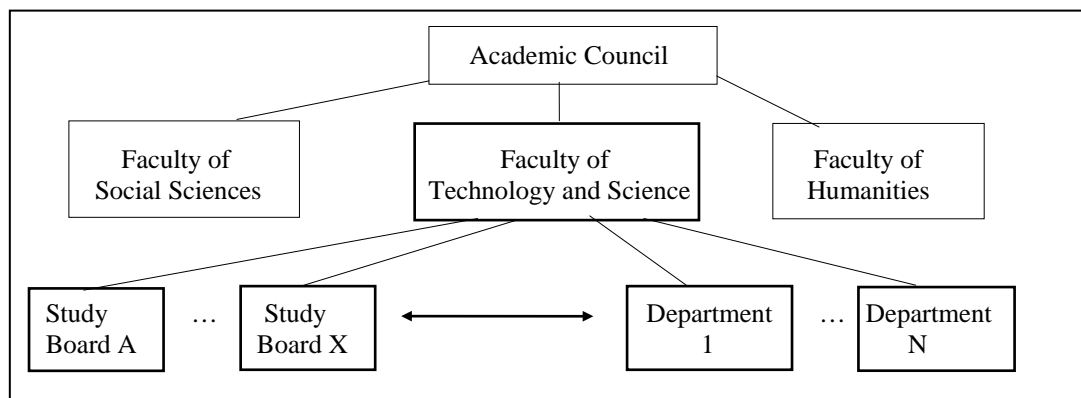 Academic Council
Faculty of
Social Sciences
Faculty of
Technology and Science
Faculty of
Humanities
Study
Board A
…
Study
Board X
Department
1
…
Department
N